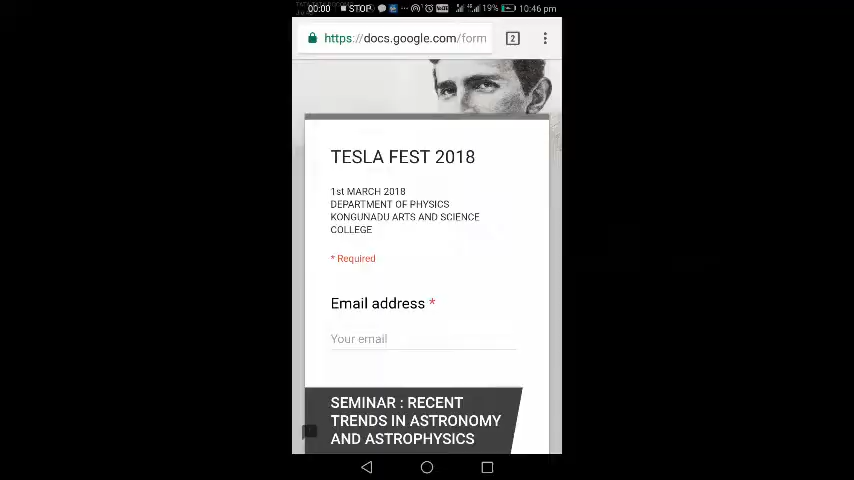 00:00 STOP 19% 10:46 pm
https://docs.google.com/form 2
TESLA FEST 2018
1st MARCH 2018
DEPARTMENT OF PHYSICS
KONGUNADU ARTS AND SCIENCE
COLLEGE
* Required
Email address *
Your email
SEMINAR : RECENT
TRENDS IN ASTRONOMY
AND ASTROPHYSICS